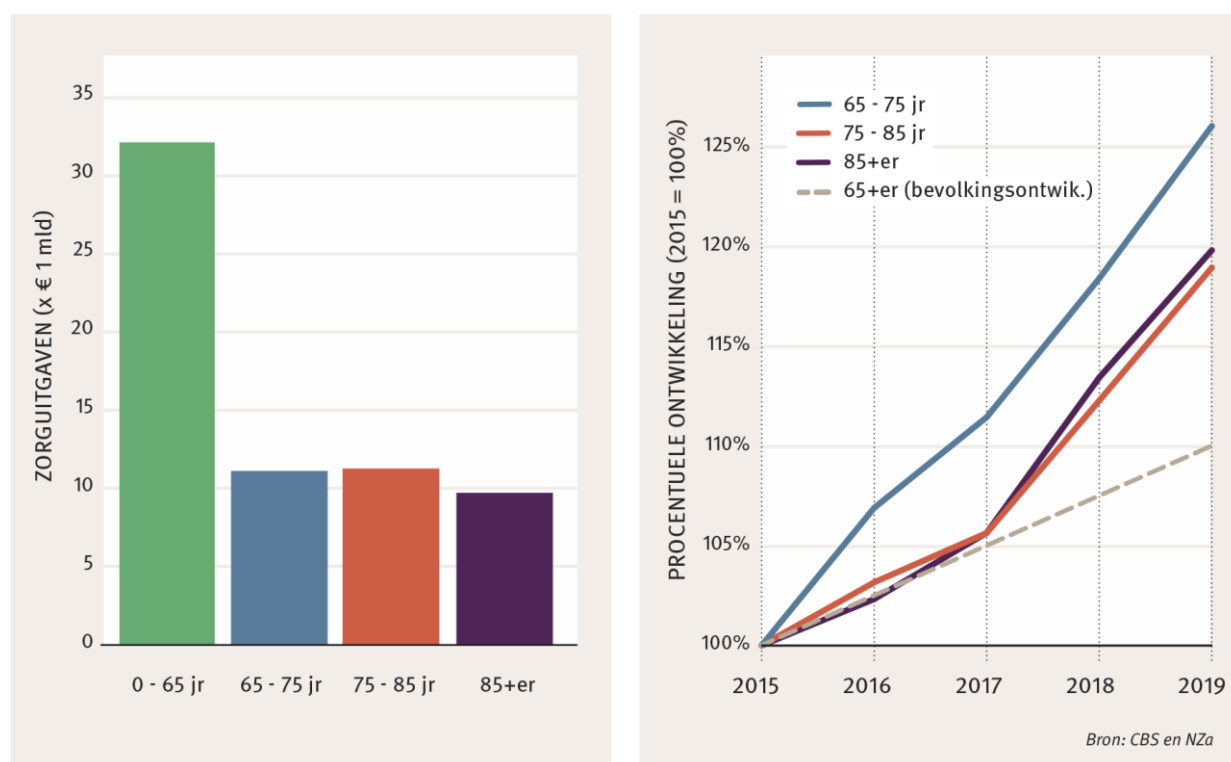 ZORGUITGAVEN (x € 1 mld)
35
30
25
20
15
10
5
0
0 - 65 jr
65 - 75 jr
75 - 85 jr
85+er
PROCENTUELE ONTWIKKELING (2015 = 100%)
65 - 75 jr
75 - 85 jr
85+er
65+er (bevolkingsontwik.)
125%
120%
115%
110%
105%
100%
2015
2016
2017
2018
2019
Bron: CBS en NZa